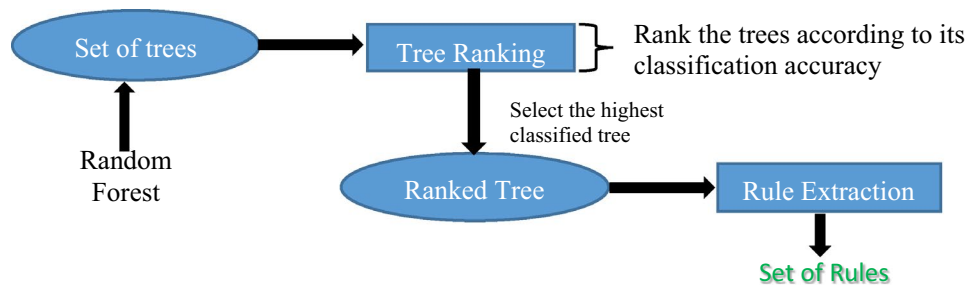 Set of trees
Tree Ranking
Rank the trees according to its
classification accuracy
Select the highest
classified tree
Random
Forest
Ranked Tree
Rule Extraction
Set of Rules